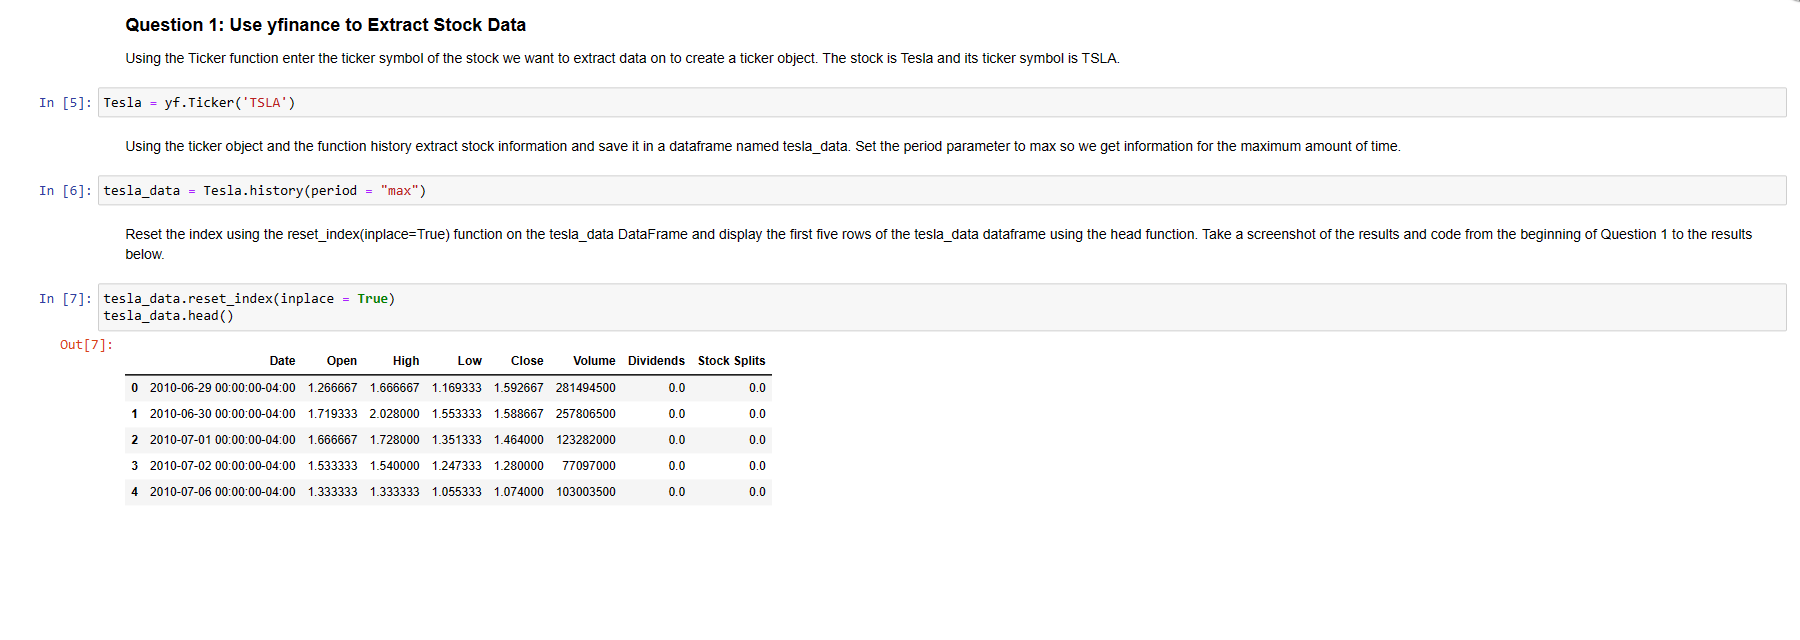 Question 1: Use yfinance to Extract Stock Data
Using the Ticker function enter the ticker symbol of the stock we want to extract data on to create a ticker object. The stock is Tesla and its ticker symbol is TSLA.
In [5]: Tesla = yf.Ticker('TSLA')
Using the ticker object and the function history extract stock information and save it in a dataframe named tesla_data. Set the period parameter to max so we get information for the maximum amount of time.
In [6]: tesla_data = Tesla.history(period = "max")
Reset the index using the reset_index(inplace=True) function on the tesla_data DataFrame and display the first five rows of the tesla_data dataframe using the head function. Take a screenshot of the results and code from the beginning of Question 1 to the results
below.
In [7]: tesla_data.reset_index(inplace = True)
tesla_data.head()
Out[7]:
Date Open High Low Close Volume Dividends Stock Splits
0 2010-06-29 00:00:00-04:00 1.266667 1.666667 1.169333 1.592667 281494500 0.0 0.0
1 2010-06-30 00:00:00-04:00 1.719333 2.028000 1.553333 1.588667 257806500 0.0 0.0
2 2010-07-01 00:00:00-04:00 1.666667 1.728000 1.351333 1.464000 123282000 0.0 0.0
3 2010-07-02 00:00:00-04:00 1.533333 1.540000 1.247333 1.280000 77097000 0.0 0.0
4 2010-07-06 00:00:00-04:00 1.333333 1.333333 1.055333 1.074000 103003500 0.0 0.0